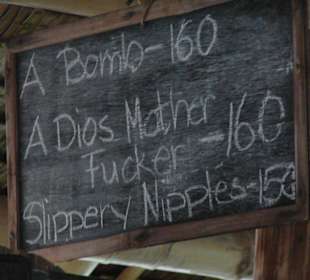 A Bomb-160
A Dios Mother
Fucker -160
Slippery Nipples-150